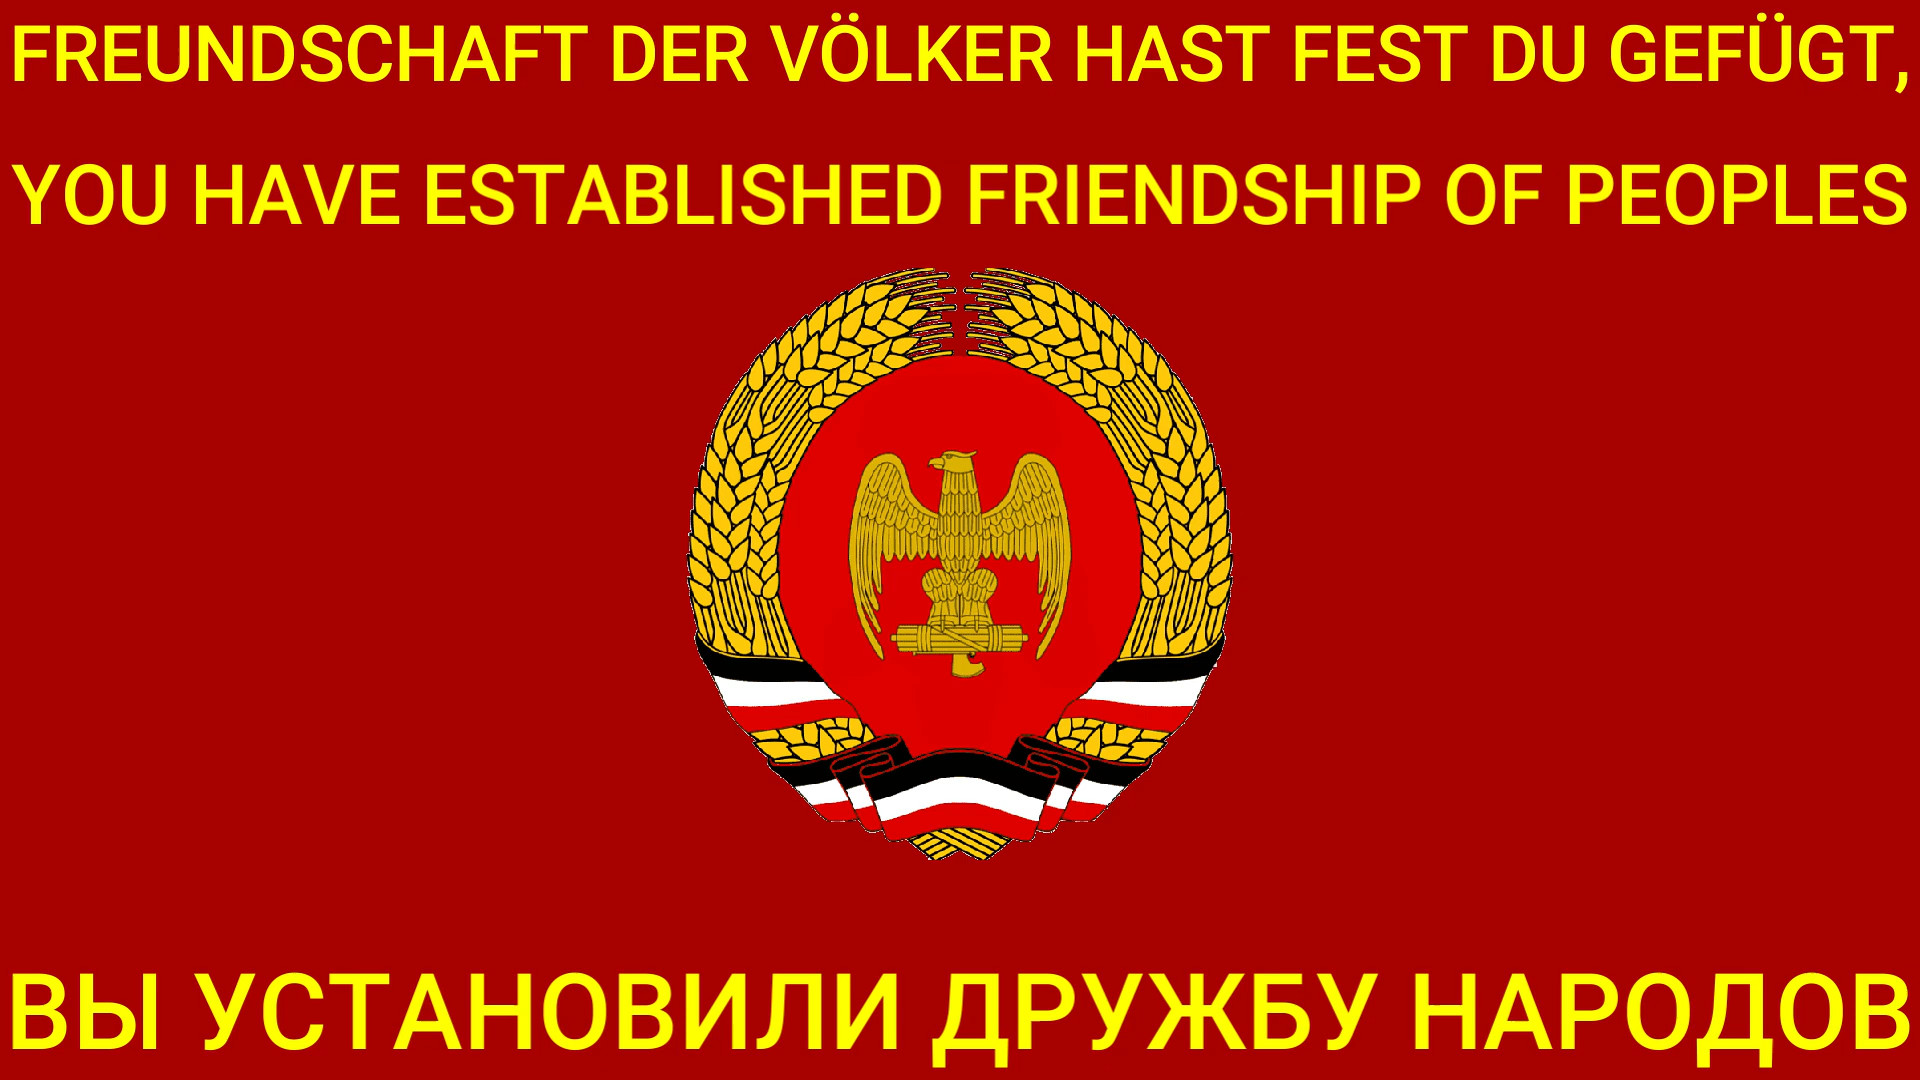 FREUNDSCHAFT DER VÖLKER HAST FEST DU GEFÜGT,
YOU HAVE ESTABLISHED FRIENDSHIP OF PEOPLES
ВЫ УСТАНОВИЛИ ДРУЖБУ НАРОДОВ